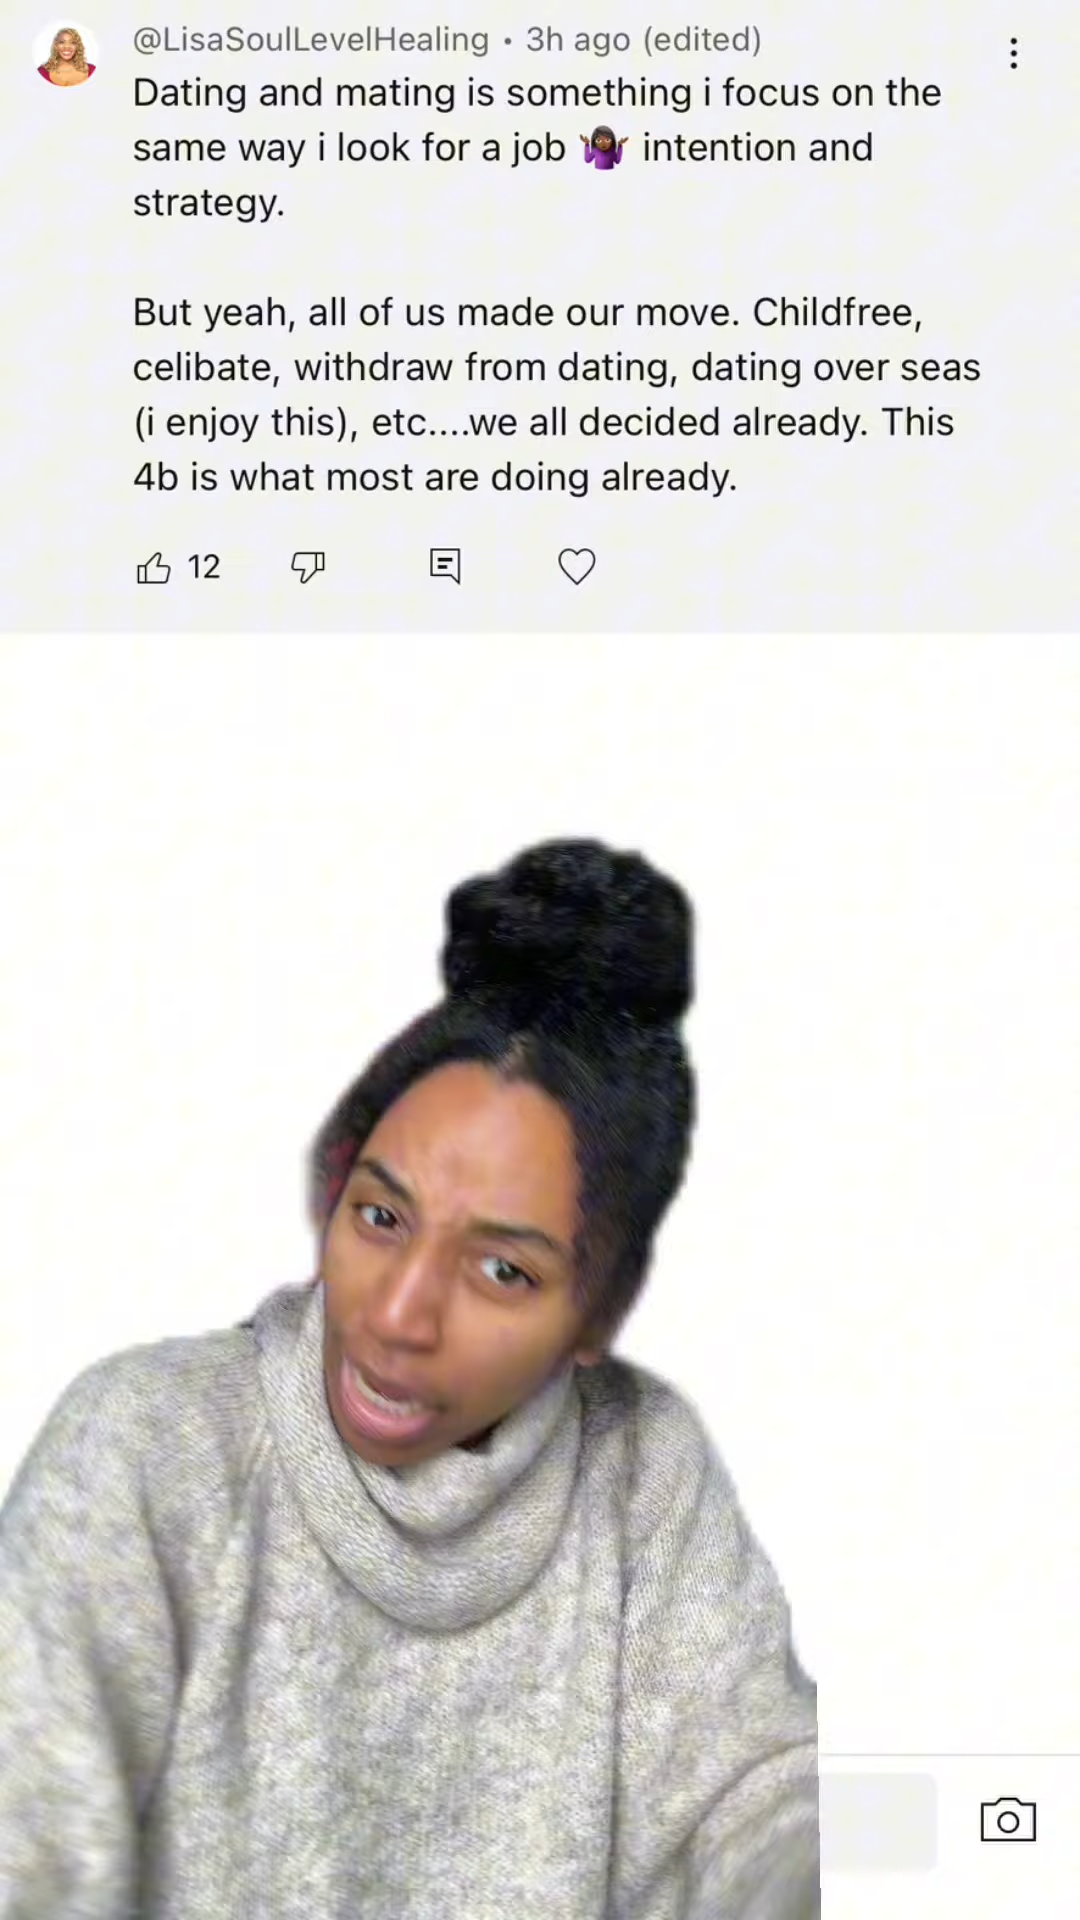 @LisaSoulLevelHealing • 3h ago (edited)
Dating and mating is something i focus on the
same way i look for a job 🤷🏿‍♀️ intention and
strategy.
But yeah, all of us made our move. Childfree,
celibate, withdraw from dating, dating over seas
(i enjoy this), etc....we all decided already. This
4b is what most are doing already.
12